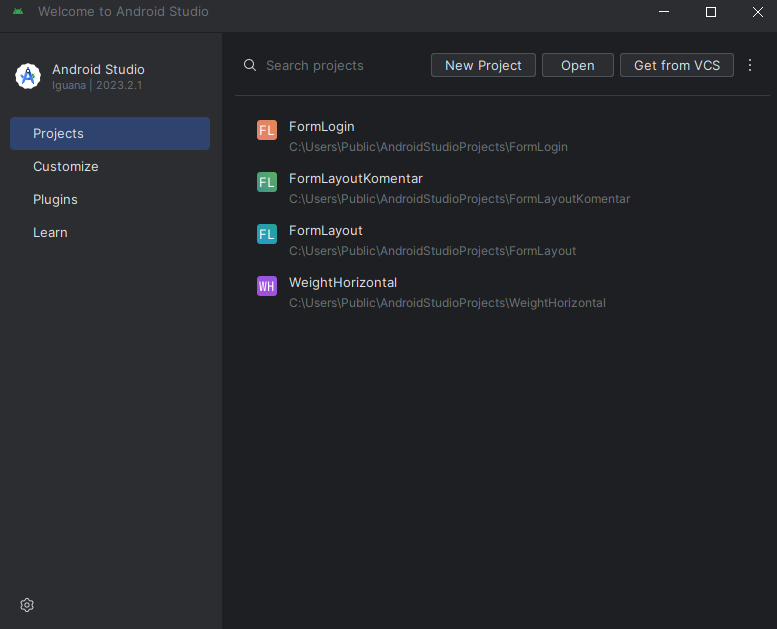 Welcome to Android Studio
Android Studio
Iguana | 2023.2.1
Projects
Customize
Plugins
Learn
Search projects
New Project
Open
Get from VCS
FL
FormLogin
C:\Users\Public\AndroidStudioProjects\FormLogin
FL
FormLayoutKomentar
C:\Users\Public\AndroidStudioProjects\FormLayoutKomentar
FL
FormLayout
C:\Users\Public\AndroidStudioProjects\FormLayout
WH
WeightHorizontal
C:\Users\Public\AndroidStudioProjects\WeightHorizontal